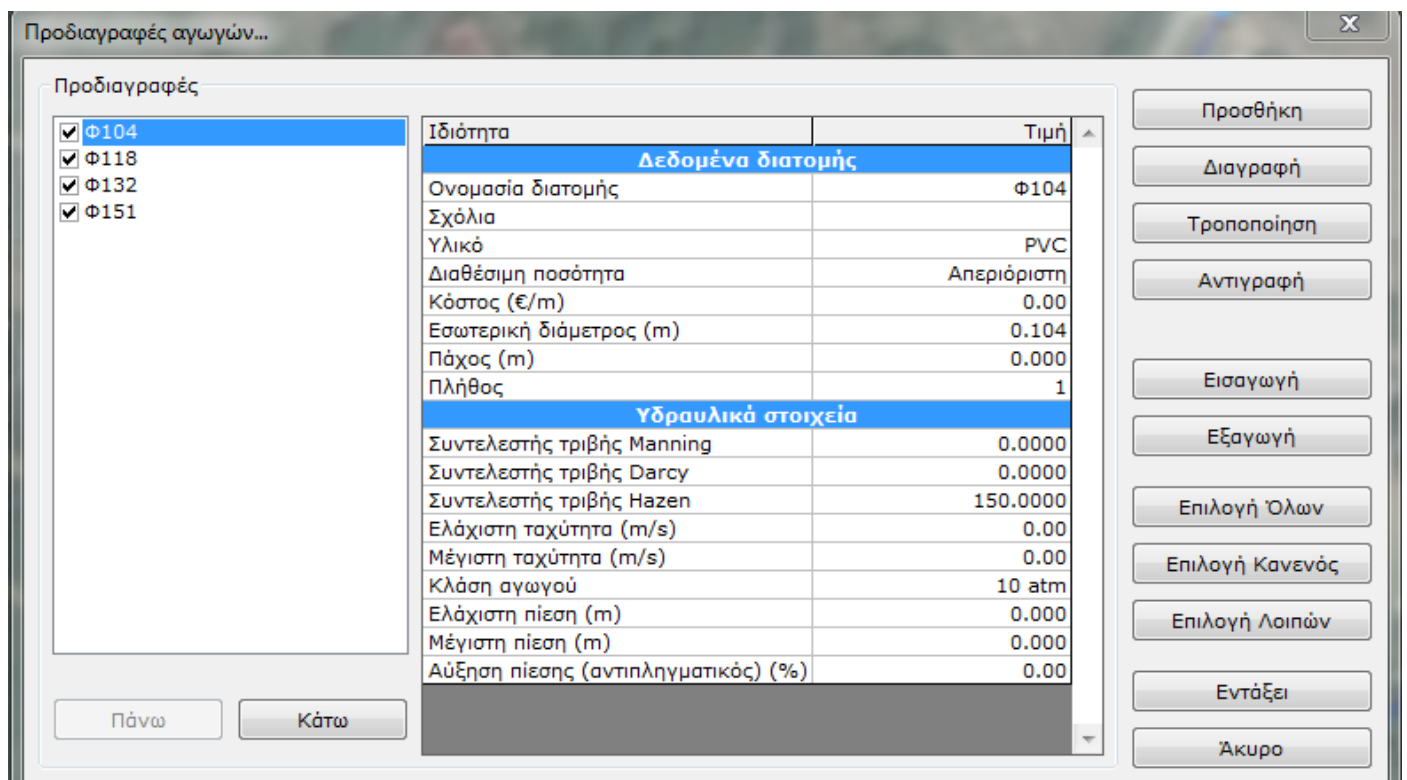 Προδιαγραφές αγωγών...
Προδιαγραφές
Φ104
Φ118
Φ132
Φ151
Πάνω
Κάτω
Ιδιότητα Τιμή
Δεδομένα διατομής
Ονομασία διατομής Φ104
Σχόλια
Υλικό PVC
Διαθέσιμη ποσότητα Απεριόριστη
Κόστος (€/m) 0.00
Εσωτερική διάμετρος (m) 0.104
Πάχος (m) 0.000
Πλήθος 1
Υδραυλικά στοιχεία
Συντελεστής τριβής Manning 0.0000
Συντελεστής τριβής Darcy 0.0000
Συντελεστής τριβής Hazen 150.0000
Ελάχιστη ταχύτητα (m/s) 0.00
Μέγιστη ταχύτητα (m/s) 0.00
Κλάση αγωγού 10 atm
Ελάχιστη πίεση (m) 0.000
Μέγιστη πίεση (m) 0.000
Αύξηση πίεσης (αντιπληγματικός) (%) 0.00
Προσθήκη
Διαγραφή
Τροποποίηση
Αντιγραφή
Εισαγωγή
Εξαγωγή
Επιλογή Όλων
Επιλογή Κανενός
Επιλογή Λοιπών
Εντάξει
Άκυρο